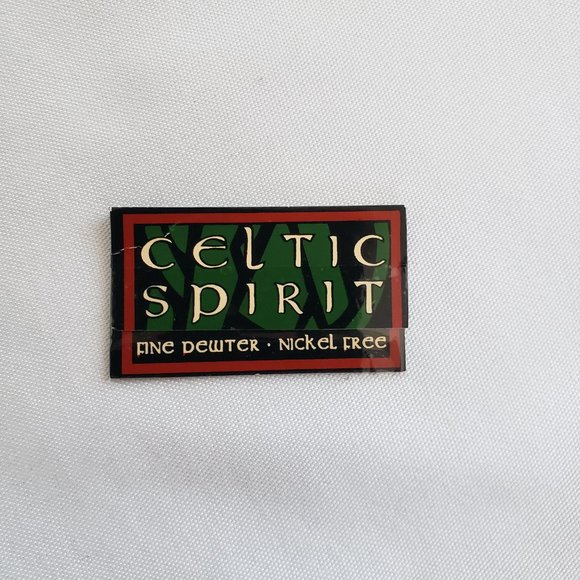 CELTIC
SPIRIT
FINE PEWTER · NICKEL FREE